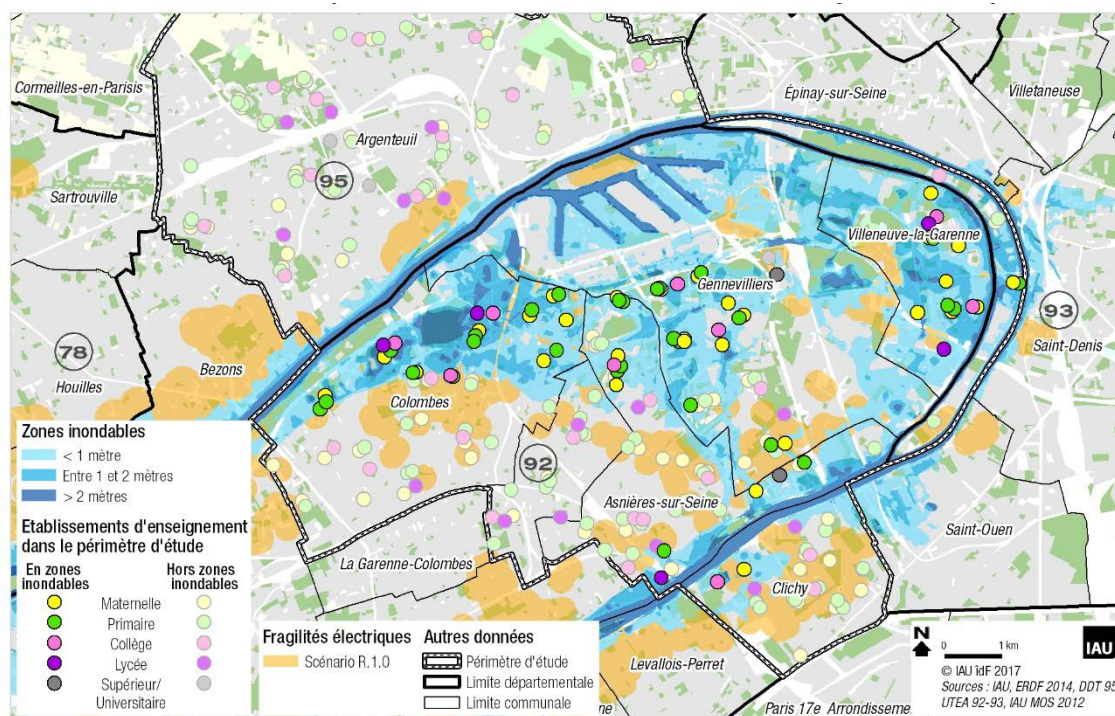 Cormeilles-en-Parisis
Épinay-sur-Seine
Villetaneuse
Argenteuil
95
Sartrouville
Villeneuve-la-Garenne
Gennevilliers
93
78
Houilles
Bezons
Saint-Denis
Colombes
92
Asnières-sur-Seine
Saint-Ouen
La Garenne-Colombes
Clichy
Levallois-Perret
Paris 17e Arrondisseme
ne
Zones inondables
< 1 mètre
Entre 1 et 2 mètres
> 2 mètres
Etablissements d'enseignement
dans le périmètre d'étude
En zones
inondables
Hors zones
inondables
Maternelle
Primaire
Collège
Lycée
Supérieur/
Universitaire
Fragilités électriques
Scénario R.1.0
Autres données
Périmètre d'étude
Limite départementale
Limite communale
N
0 1 km
IAU
© IAU îdF 2017
Sources : IAU, ERDF 2014, DDT 95
UTEA 92-93, IAU MOS 2012